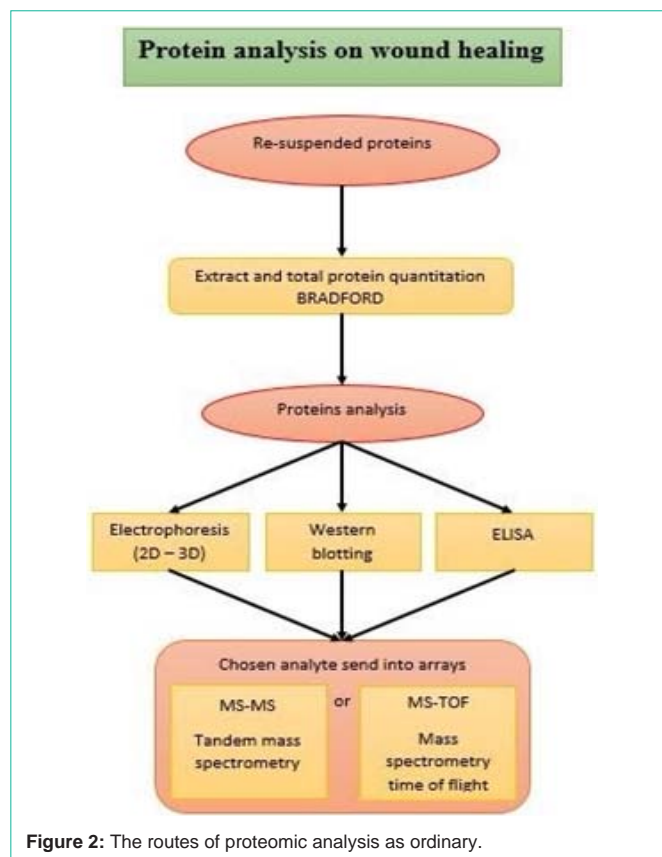 Protein analysis on wound healing
Re-suspended proteins
Extract and total protein quantitation
BRADFORD
Proteins analysis
Electrophoresis
(2D – 3D)
Western
blotting
ELISA
Chosen analyte send into arrays
MS-MS
Tandem mass
spectrometry
or
MS-TOF
Mass
spectrometry
time of flight
Figure 2: The routes of proteomic analysis as ordinary.